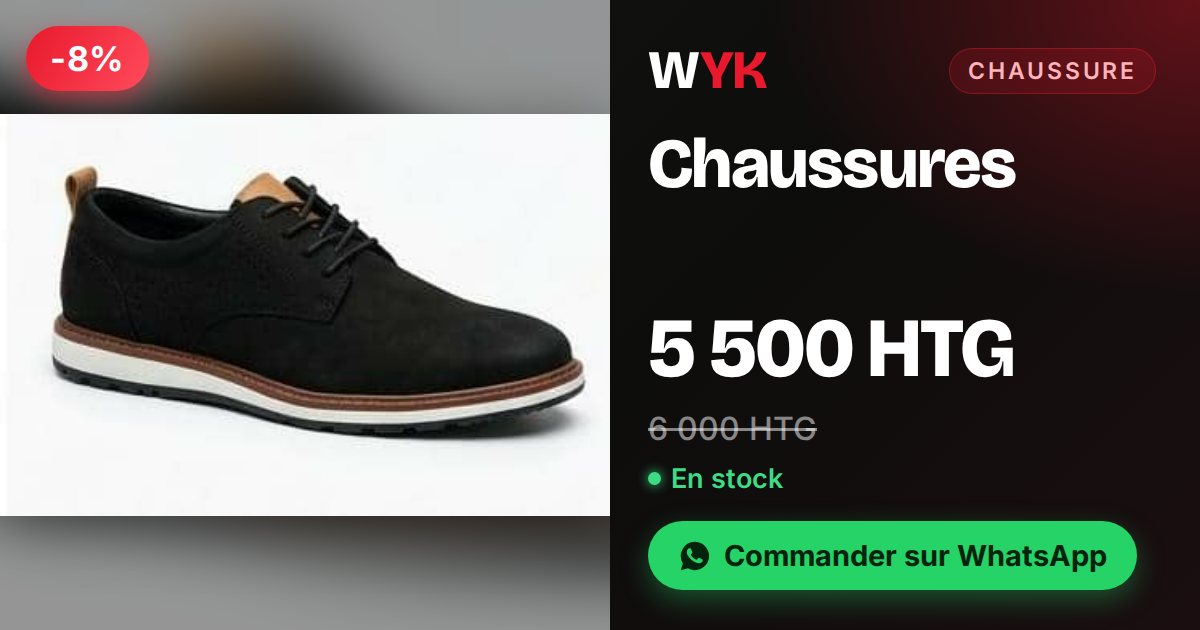 -8%
WYK
CHAUSSURE
Chaussures
5 500 HTG
6 000 HTG
En stock
Commander sur WhatsApp